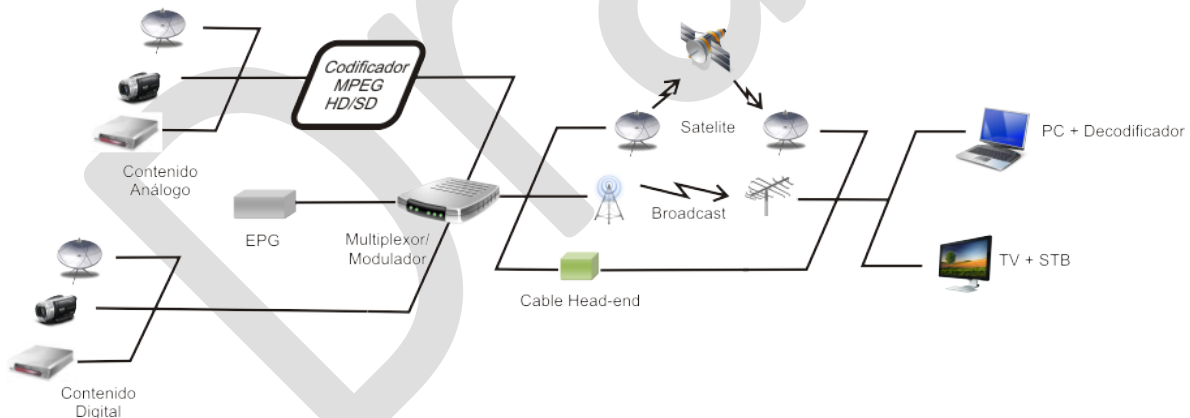 Codificador
MPEG
HD/SD
Satelite
PC + Decodificador
Contenido
Análogo
Broadcast
EPG
Multiplexor/
Modulador
TV + STB
Cable Head-end
Contenido
Digital